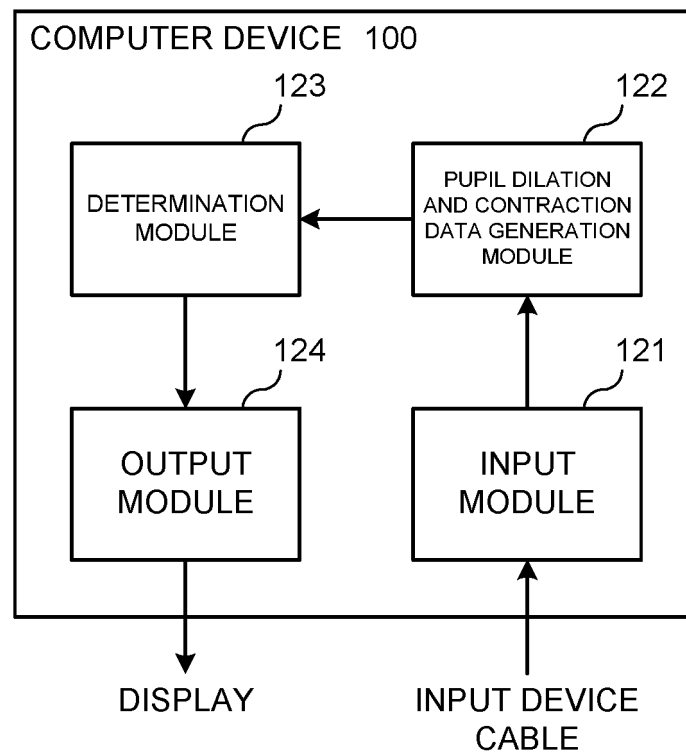 COMPUTER DEVICE 100
123
122
DETERMINATION
MODULE
PUPIL DILATION
AND CONTRACTION
DATA GENERATION
MODULE
124
121
OUTPUT
MODULE
INPUT
MODULE
DISPLAY
INPUT DEVICE
CABLE